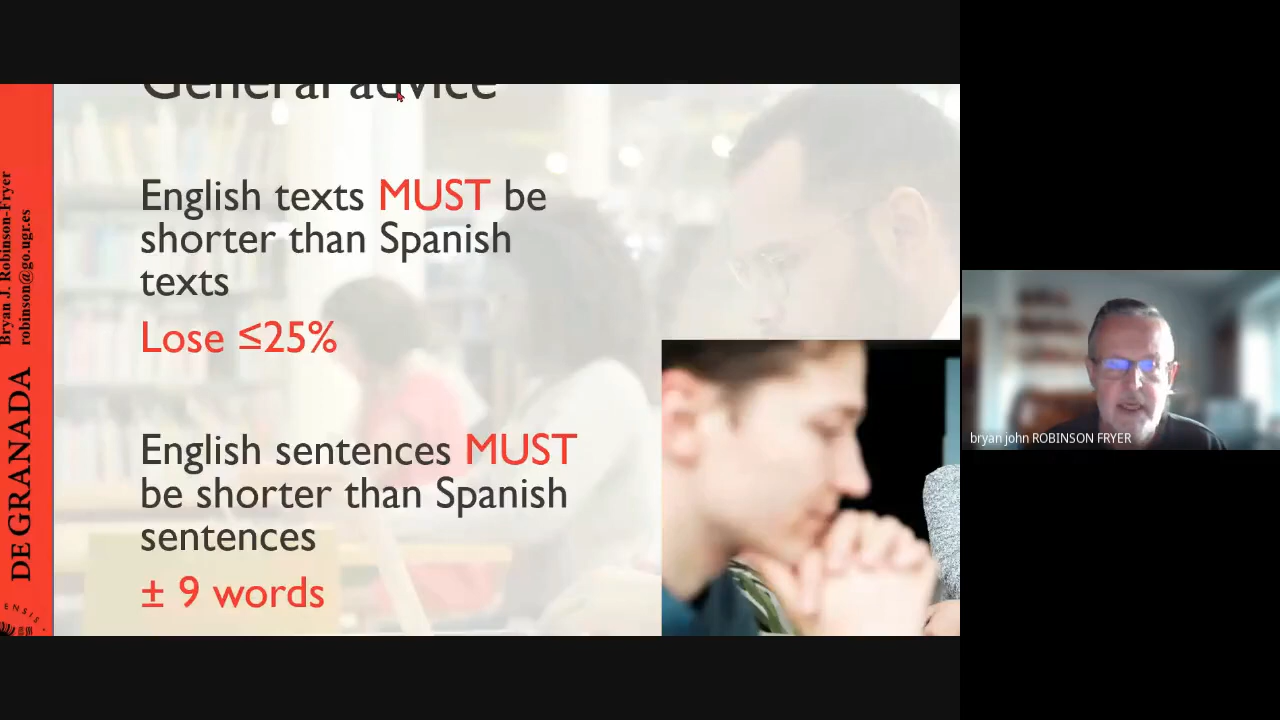 General advice
English texts MUST be
shorter than Spanish
texts
Lose ≤25%
English sentences MUST
be shorter than Spanish
sentences
± 9 words
Bryan J. Robinson-Fryer
robinson@go.ugr.es
DE GRANADA
ENSIS
bryan john ROBINSON FRYER